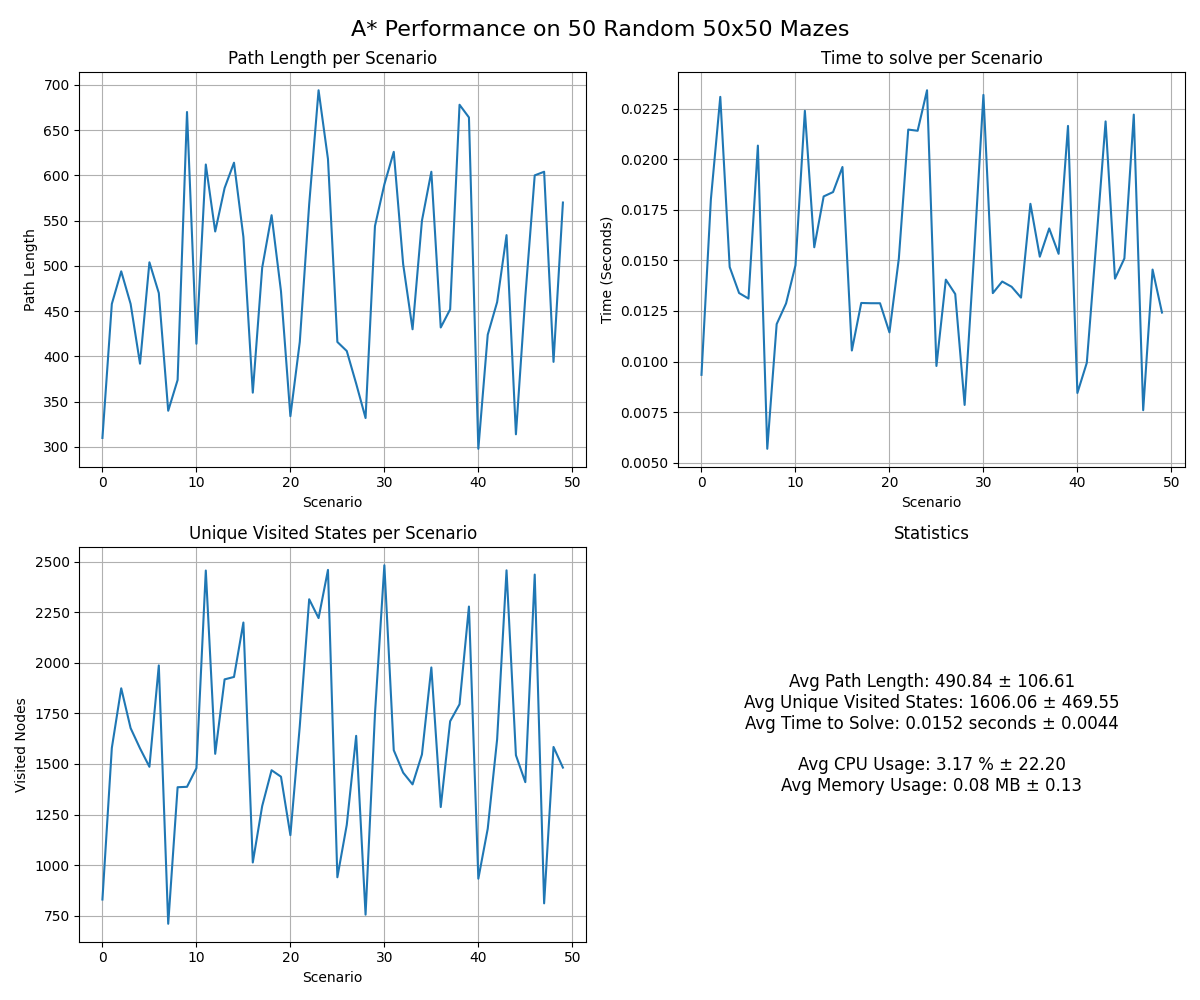 A* Performance on 50 Random 50x50 Mazes
Path Length per Scenario
700
650
600
550
500
450
400
350
300
Path Length
0 10 20 30 40 50
Scenario
Time to solve per Scenario
0.0225
0.0200
0.0175
0.0150
0.0125
0.0100
0.0075
0.0050
Time (Seconds)
0 10 20 30 40 50
Scenario
Unique Visited States per Scenario
2500
2250
2000
1750
1500
1250
1000
750
Visited Nodes
0 10 20 30 40 50
Scenario
Statistics
Avg Path Length: 490.84 ± 106.61
Avg Unique Visited States: 1606.06 ± 469.55
Avg Time to Solve: 0.0152 seconds ± 0.0044
Avg CPU Usage: 3.17 % ± 22.20
Avg Memory Usage: 0.08 MB ± 0.13